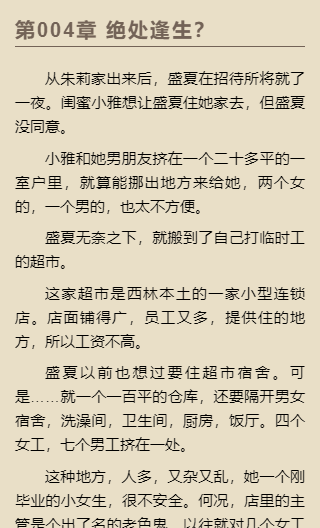 第004章 绝处逢生?
从朱莉家出来后，盛夏在招待所将就了
一夜。闺蜜小雅想让盛夏住她家去，但盛夏
没同意。
小雅和她男朋友挤在一个二十多平的一
室户里，就算能挪出地方来给她，两个女
的，一个男的，也太不方便。
盛夏无奈之下，就搬到了自己打临时工
的超市。
这家超市是西林本土的一家小型连锁
店。店面铺得广，员工又多，提供住的地
方，所以工资不高。
盛夏以前也想过要住超市宿舍。可
是……就一个一百平的仓库，还要隔开男女
宿舍，洗澡间，卫生间，厨房，饭厅。四个
女工，七个男工挤在一处。
这种地方，人多，又杂又乱，她一个刚
毕业的小女生，很不安全。何况，店里的主
管是个出了名的老色鬼，以往就对几个女工